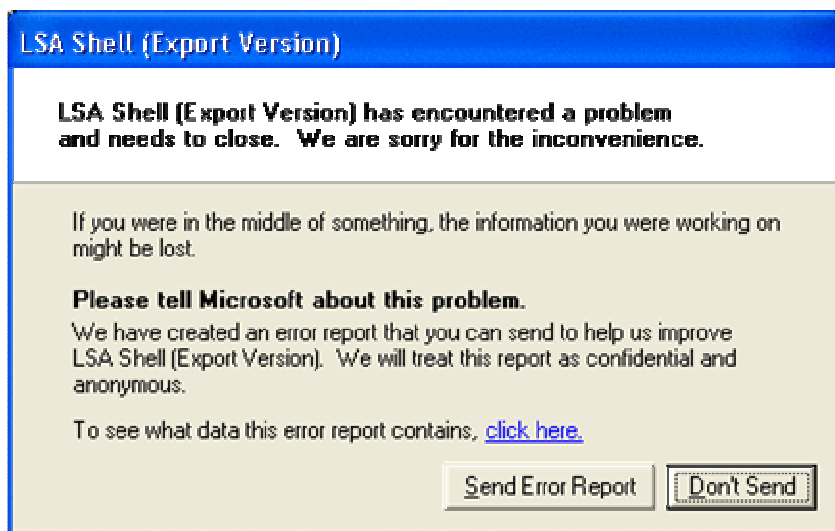 LSA Shell (Export Version)
LSA Shell (Export Version) has encountered a problem
and needs to close. We are sorry for the inconvenience.
If you were in the middle of something, the information you were working on
might be lost.
Please tell Microsoft about this problem.
We have created an error report that you can send to help us improve
LSA Shell (Export Version). We will treat this report as confidential and
anonymous.
To see what data this error report contains, click here.
Send Error Report Don't Send